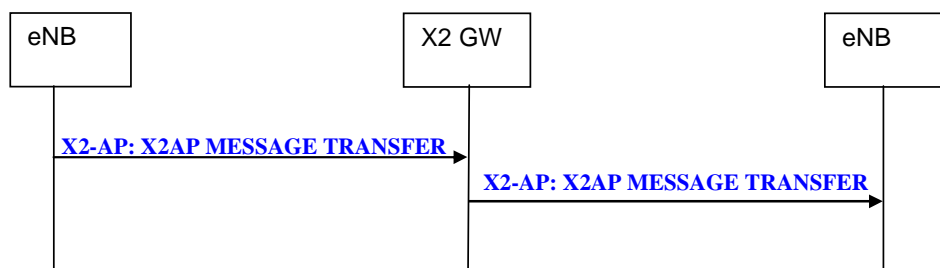 eNB
X2 GW
eNB
X2-AP: X2AP MESSAGE TRANSFER
X2-AP: X2AP MESSAGE TRANSFER